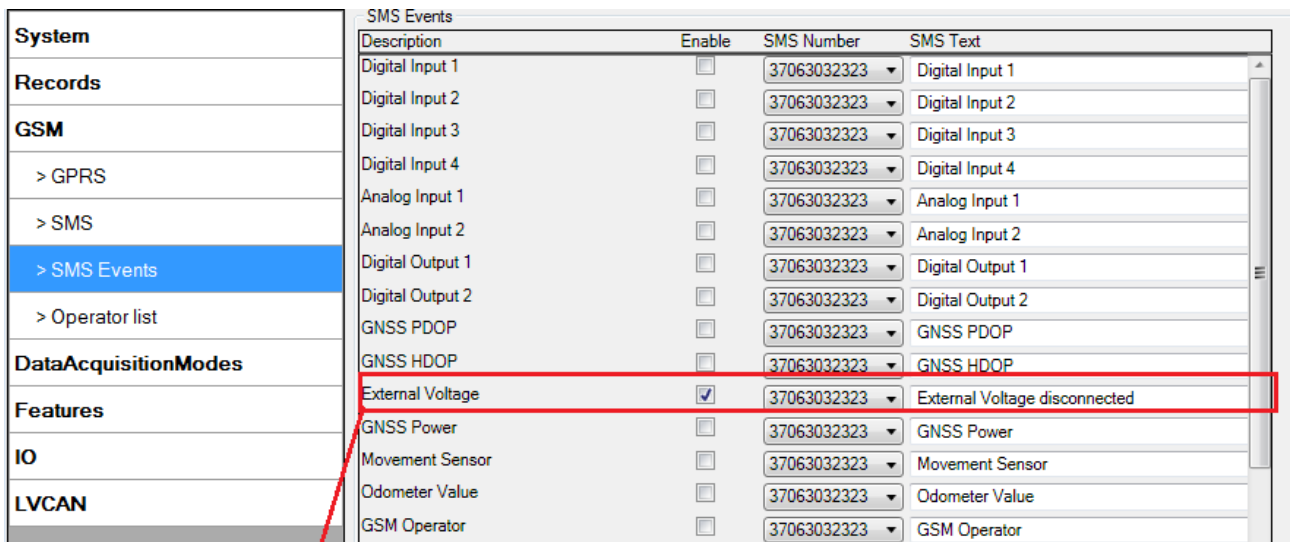 System
Records
GSM
> GPRS
> SMS
> SMS Events
> Operator list
DataAcquisitionModes
Features
IO
LVCAN
SMS Events
Description Enable SMS Number SMS Text
Digital Input 1 37063032323 Digital Input 1
Digital Input 2 37063032323 Digital Input 2
Digital Input 3 37063032323 Digital Input 3
Digital Input 4 37063032323 Digital Input 4
Analog Input 1 37063032323 Analog Input 1
Analog Input 2 37063032323 Analog Input 2
Digital Output 1 37063032323 Digital Output 1
Digital Output 2 37063032323 Digital Output 2
GNSS PDOP 37063032323 GNSS PDOP
GNSS HDOP 37063032323 GNSS HDOP
External Voltage 37063032323 External Voltage disconnected
GNSS Power 37063032323 GNSS Power
Movement Sensor 37063032323 Movement Sensor
Odometer Value 37063032323 Odometer Value
GSM Operator 37063032323 GSM Operator